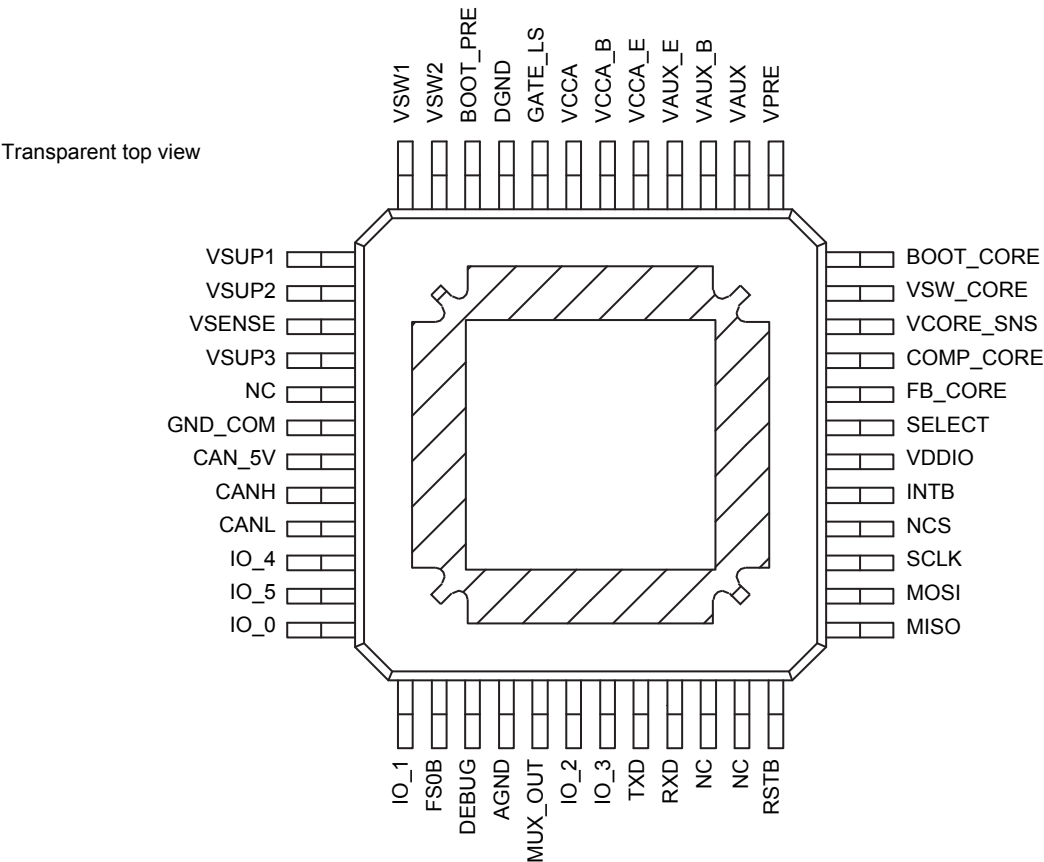 VSW1
VSW2
BOOT_PRE
DGND
GATE_LS
VCCA
VCCA_B
VCCA_E
VAUX_E
VAUX_B
VAUX
VPRE
Transparent top view
VSUP1
VSUP2
VSENSE
VSUP3
NC
GND_COM
CAN_5V
CANH
CANL
IO_4
IO_5
IO_0
BOOT_CORE
VSW_CORE
VCORE_SNS
COMP_CORE
FB_CORE
SELECT
VDDIO
INTB
NCS
SCLK
MOSI
MISO
IO_1
FS0B
DEBUG
AGND
MUX_OUT
IO_2
IO_3
TXD
RXD
NC
NC
RSTB